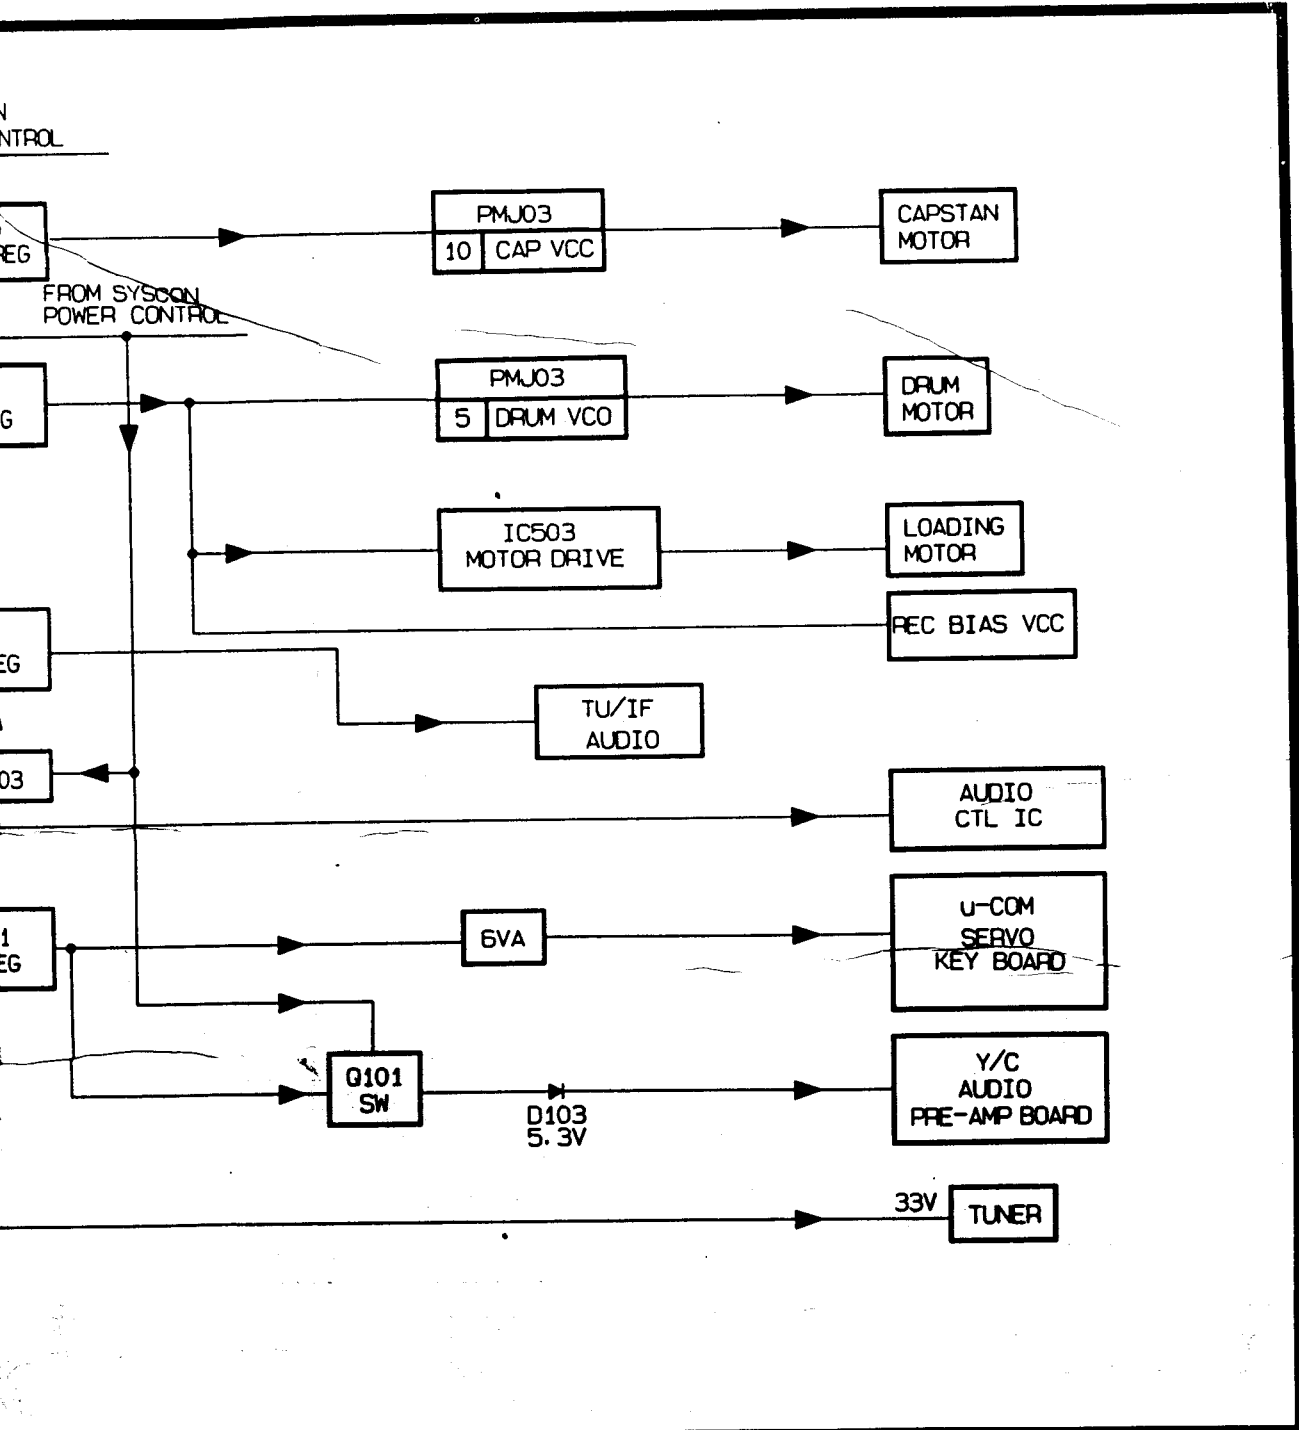 NTROL
PMJ03
10 CAP VCC
CAPSTAN
MOTOR
REG
FROM SYSCON
POWER CONTROL
PMJ03
5 DRUM VCO
DRUM
MOTOR
G
IC503
MOTOR DRIVE
LOADING
MOTOR
REC BIAS VCC
EG
TU/IF
AUDIO
03
AUDIO
CTL IC
1
EG
6VA
u-COM
SERVO
KEY BOARD
Q101
SW
D103
5.3V
Y/C
AUDIO
PRE-AMP BOARD
33V
TUNER